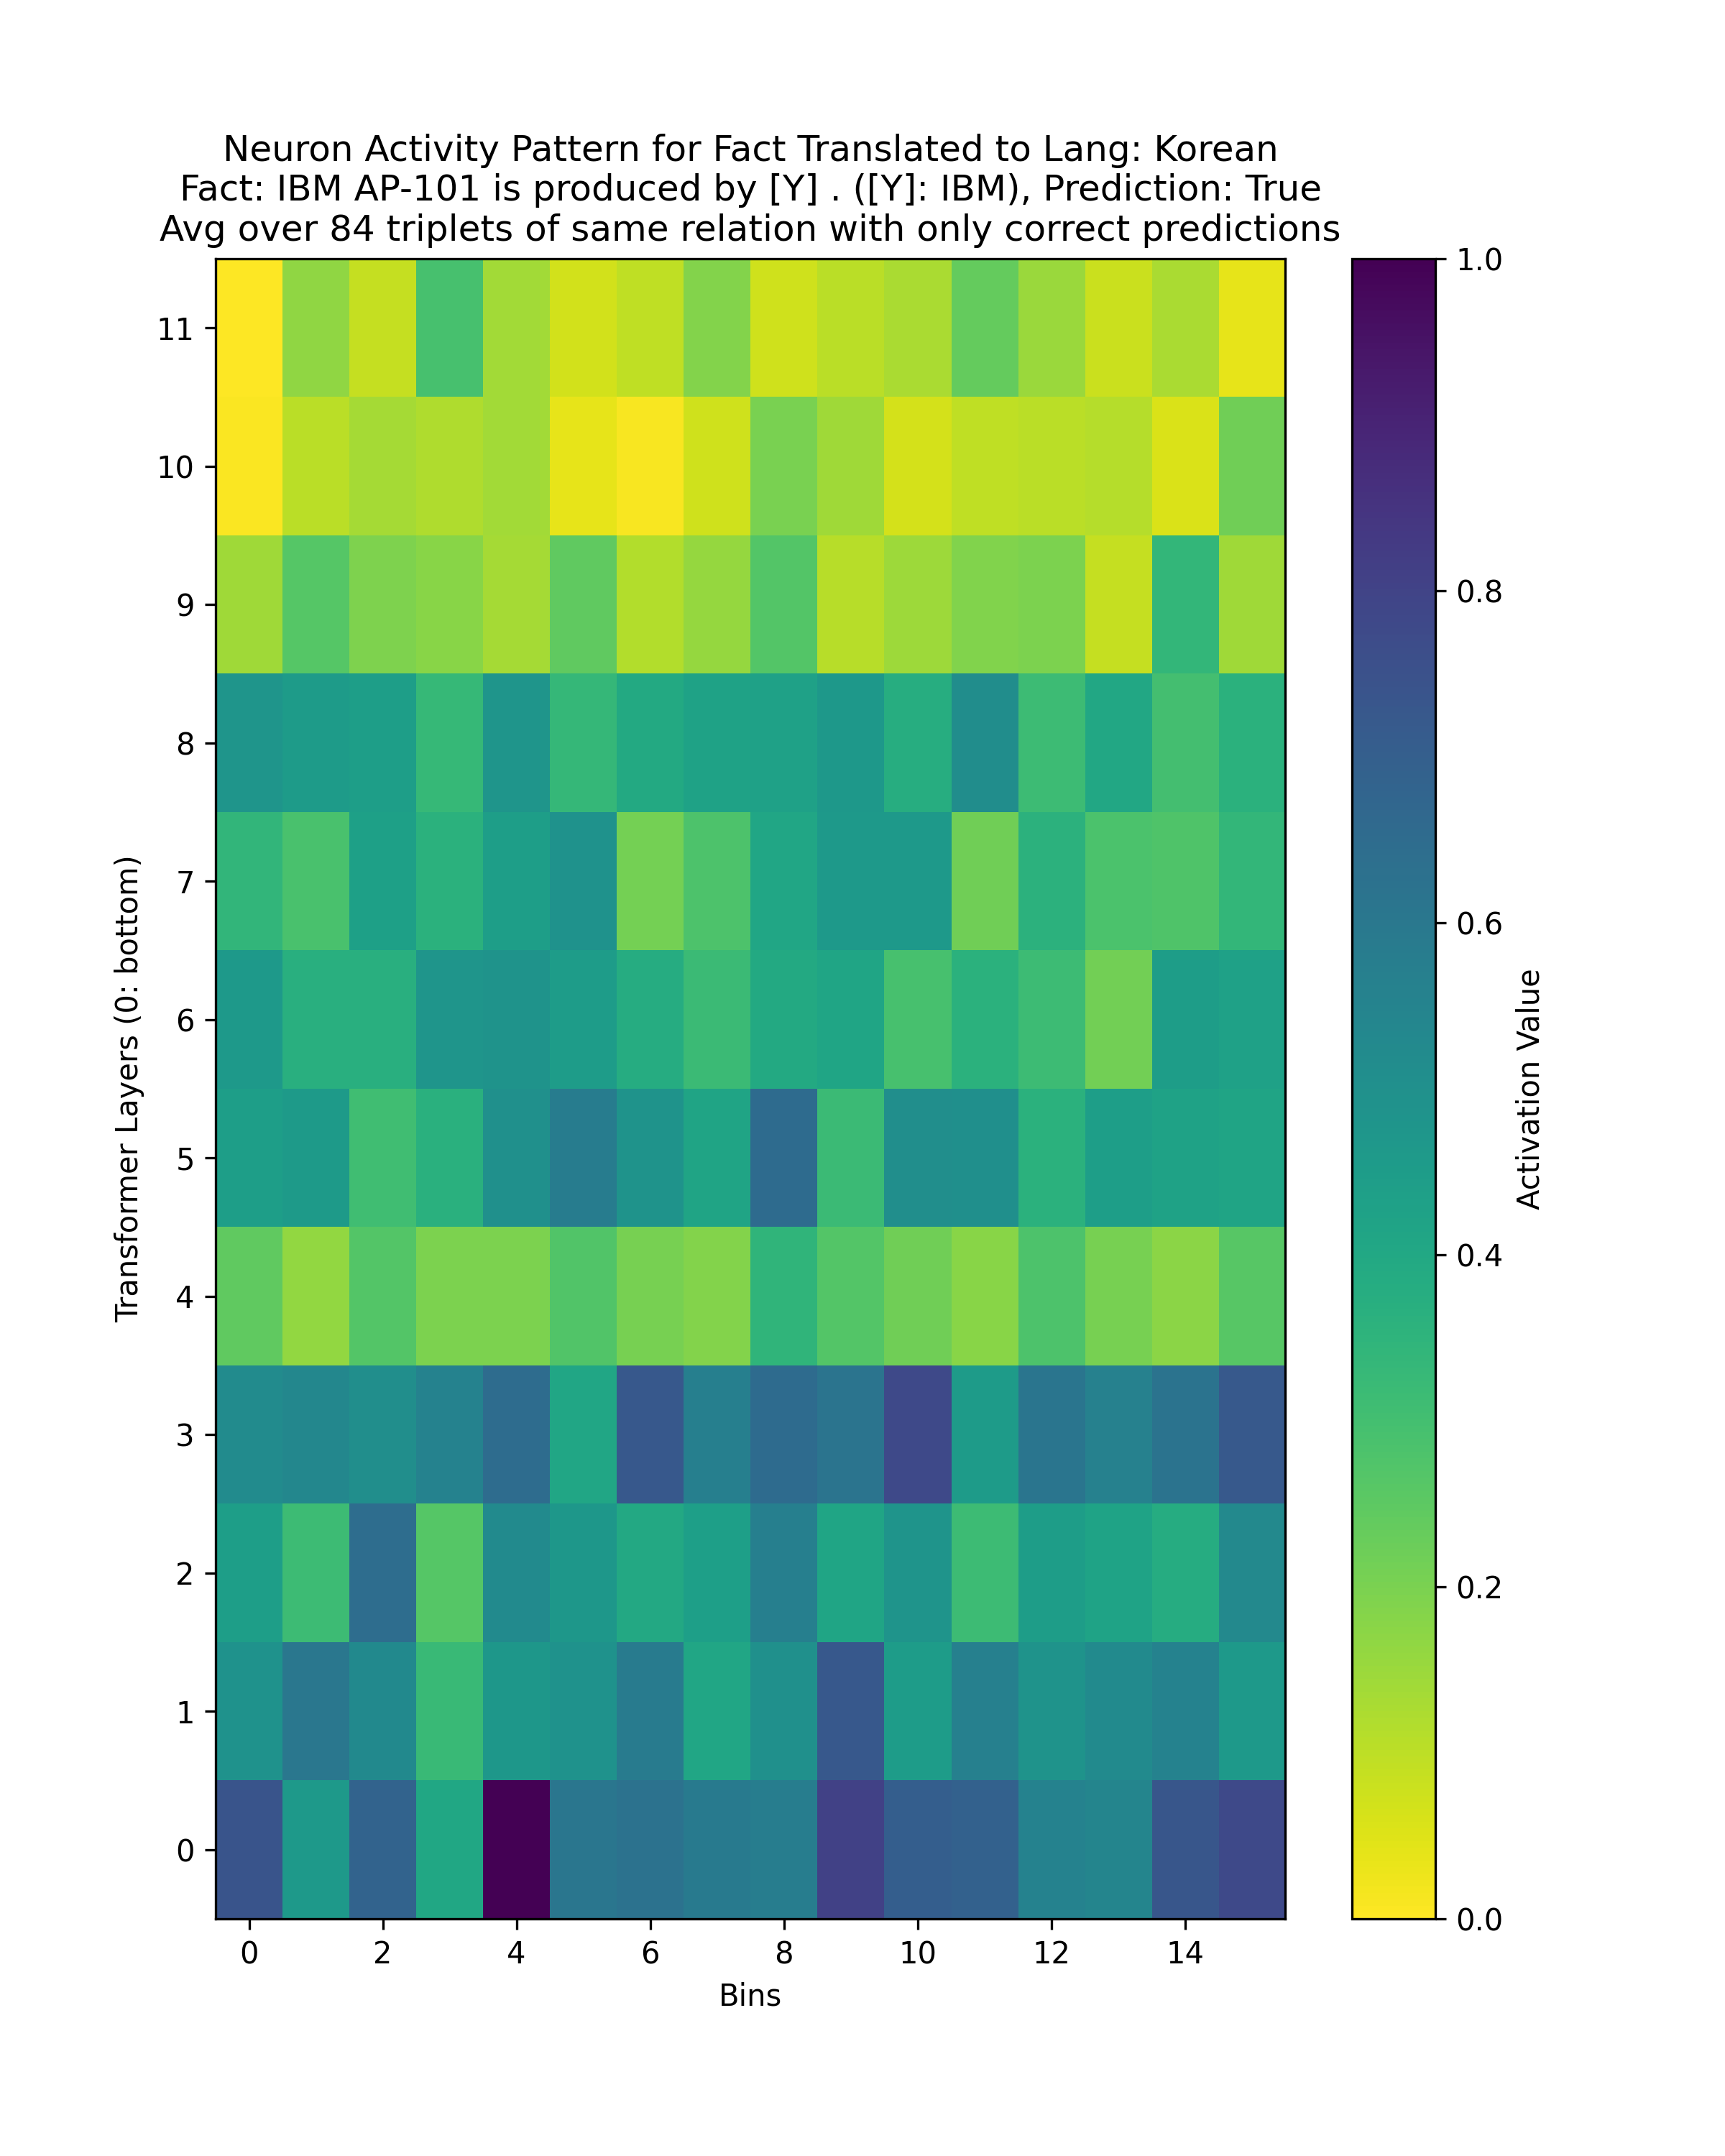 Neuron Activity Pattern for Fact Translated to Lang: Korean
Fact: IBM AP-101 is produced by [Y] . ([Y]: IBM), Prediction: True
Avg over 84 triplets of same relation with only correct predictions
11
10
9
8
7
6
5
4
3
2
1
0
Transformer Layers (0: bottom)
0 2 4 6 8 10 12 14
Bins
1.0
0.8
0.6
0.4
0.2
0.0
Activation Value